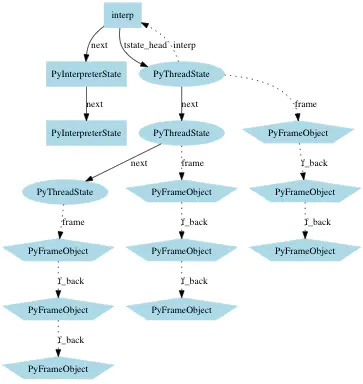 interp
next
tstate_head
interp
PyInterpreterState
PyThreadState
next
next
frame
PyInterpreterState
PyThreadState
PyFrameObject
next
frame
f_back
PyThreadState
PyFrameObject
PyFrameObject
frame
f_back
f_back
PyFrameObject
PyFrameObject
PyFrameObject
f_back
f_back
PyFrameObject
PyFrameObject
f_back
PyFrameObject